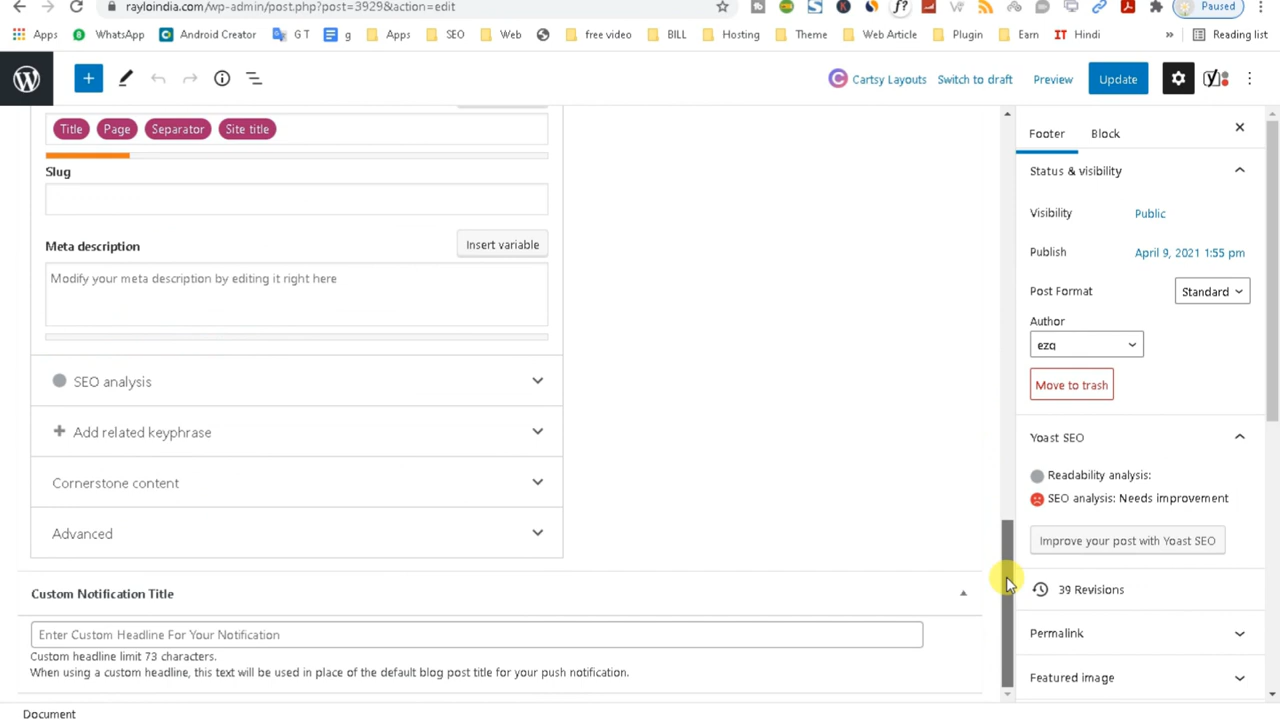 rayloindia.com/wp-admin/post.php?post=3929&action=edit
Paused
Apps WhatsApp Android Creator G T g Apps SEO Web free video BILL Hosting Theme Web Article Plugin Earn IT Hindi » Reading list
Cartsy Layouts Switch to draft Preview Update
Title Page Separator Site title
Slug
Meta description Insert variable
Modify your meta description by editing it right here
SEO analysis
Add related keyphrase
Cornerstone content
Advanced
Custom Notification Title
Enter Custom Headline For Your Notification
Custom headline limit 73 characters.
When using a custom headline, this text will be used in place of the default blog post title for your push notification.
Document
Footer Block
Status & visibility
Visibility Public
Publish April 9, 2021 1:55 pm
Post Format Standard
Author
ezq
Move to trash
Yoast SEO
Readability analysis:
SEO analysis: Needs improvement
Improve your post with Yoast SEO
39 Revisions
Permalink
Featured image